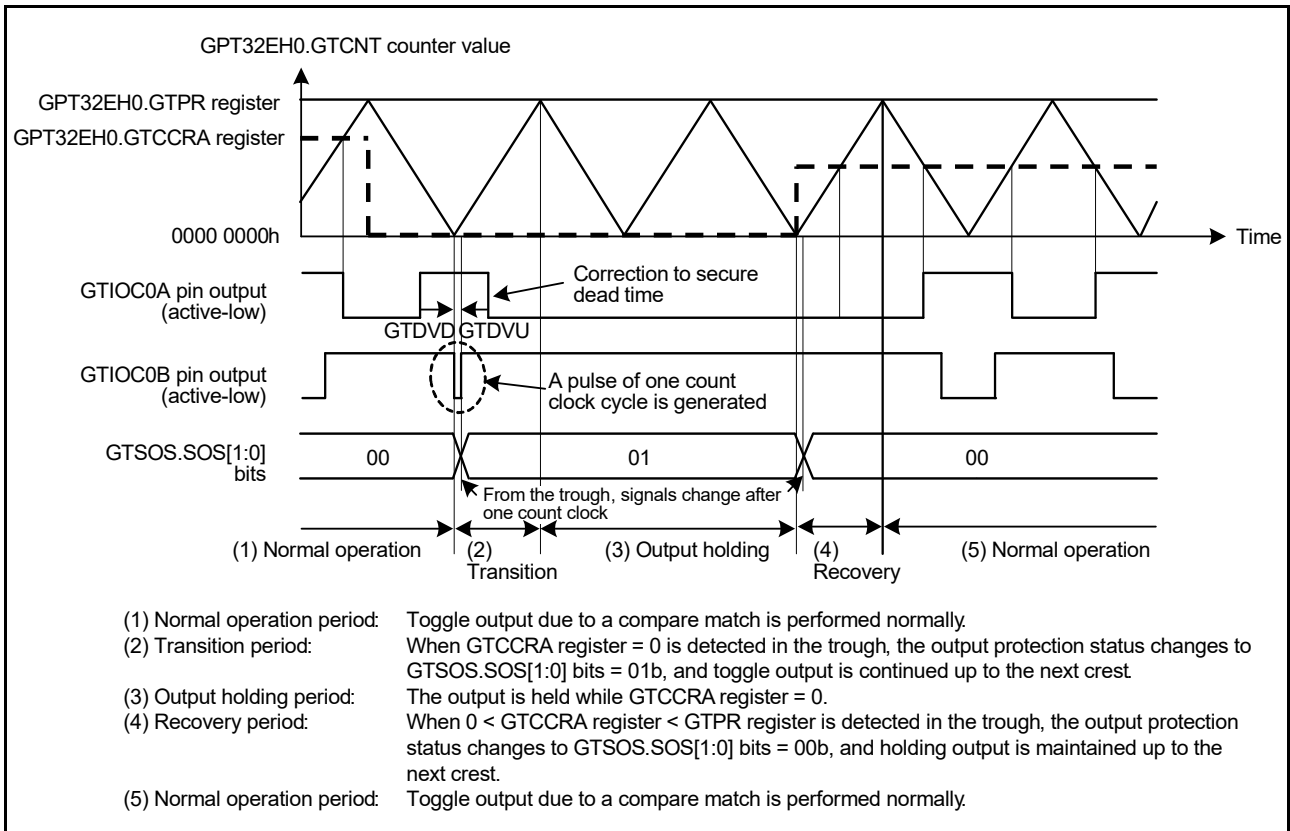 GPT32EH0.GTCNT counter value
GPT32EH0.GTPR register
GPT32EH0.GTCCRA register
0000 0000h
Time
GTIOC0A pin output
(active-low)
Correction to secure
dead time
GTDVD GTDVU
GTIOC0B pin output
(active-low)
A pulse of one count
clock cycle is generated
GTSOS.SOS[1:0]
bits
00
01
00
From the trough, signals change after
one count clock
(1) Normal operation
(2)
Transition
(3) Output holding
(4)
Recovery
(5) Normal operation
(1) Normal operation period: Toggle output due to a compare match is performed normally.
(2) Transition period: When GTCCRA register = 0 is detected in the trough, the output protection status changes to
GTSOS.SOS[1:0] bits = 01b, and toggle output is continued up to the next crest.
(3) Output holding period: The output is held while GTCCRA register = 0.
(4) Recovery period: When 0 < GTCCRA register < GTPR register is detected in the trough, the output protection
status changes to GTSOS.SOS[1:0] bits = 00b, and holding output is maintained up to the
next crest.
(5) Normal operation period: Toggle output due to a compare match is performed normally.